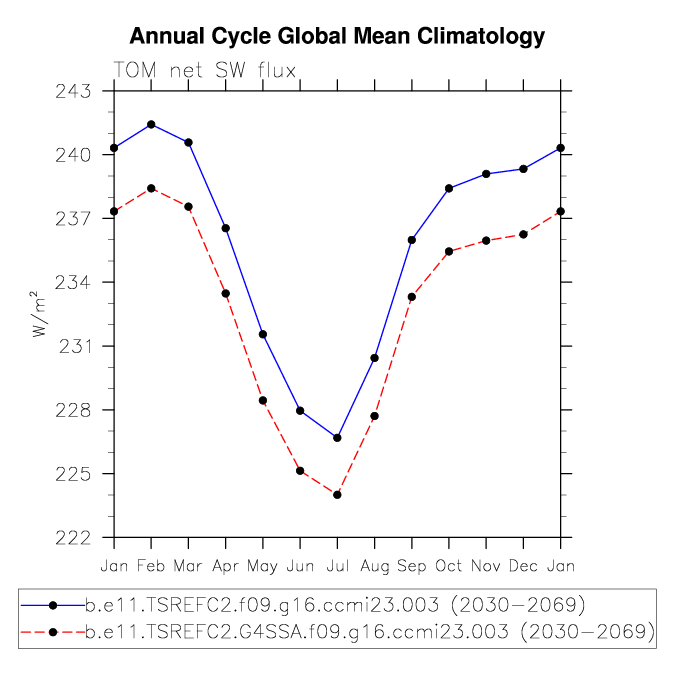 Annual Cycle Global Mean Climatology
TOM net SW flux
243
240
237
234
231
228
225
222
W/m²
Jan Feb Mar Apr May Jun Jul Aug Sep Oct Nov Dec Jan
b.e11.TSREFC2.f09.g16.ccmi23.003 (2030-2069)
b.e11.TSREFC2.G4SSA.f09.g16.ccmi23.003 (2030-2069)